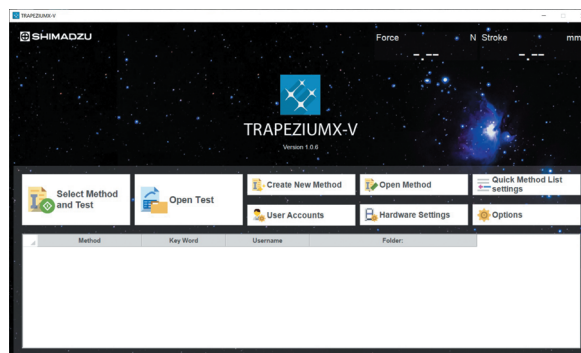 TRAPEZIUMX-V
SHIMADZU
Force N Stroke mm
-.-- -.--
TRAPEZIUMX-V
Version 1.0.6
Select Method and Test
Open Test
Create New Method
Open Method
Quick Method List settings
User Accounts
Hardware Settings
Options
Method Key Word Username Folder: